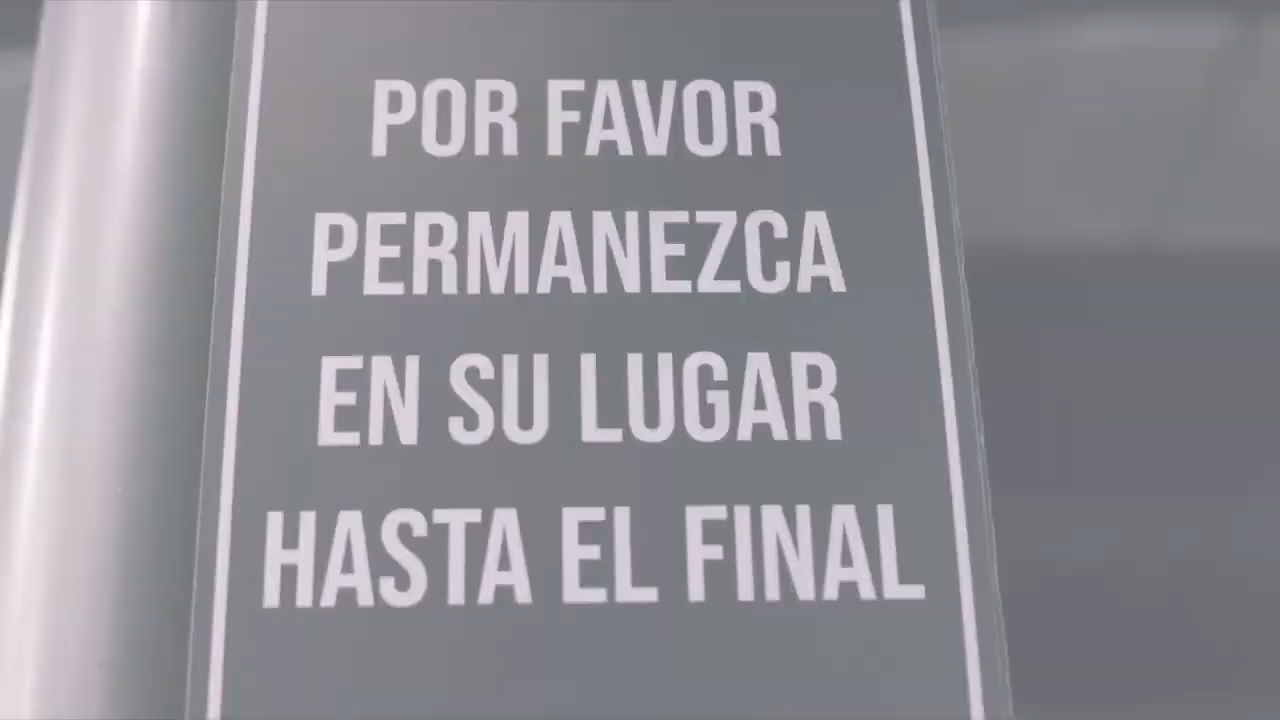 POR FAVOR
PERMANEZCA
EN SU LUGAR
HASTA EL FINAL